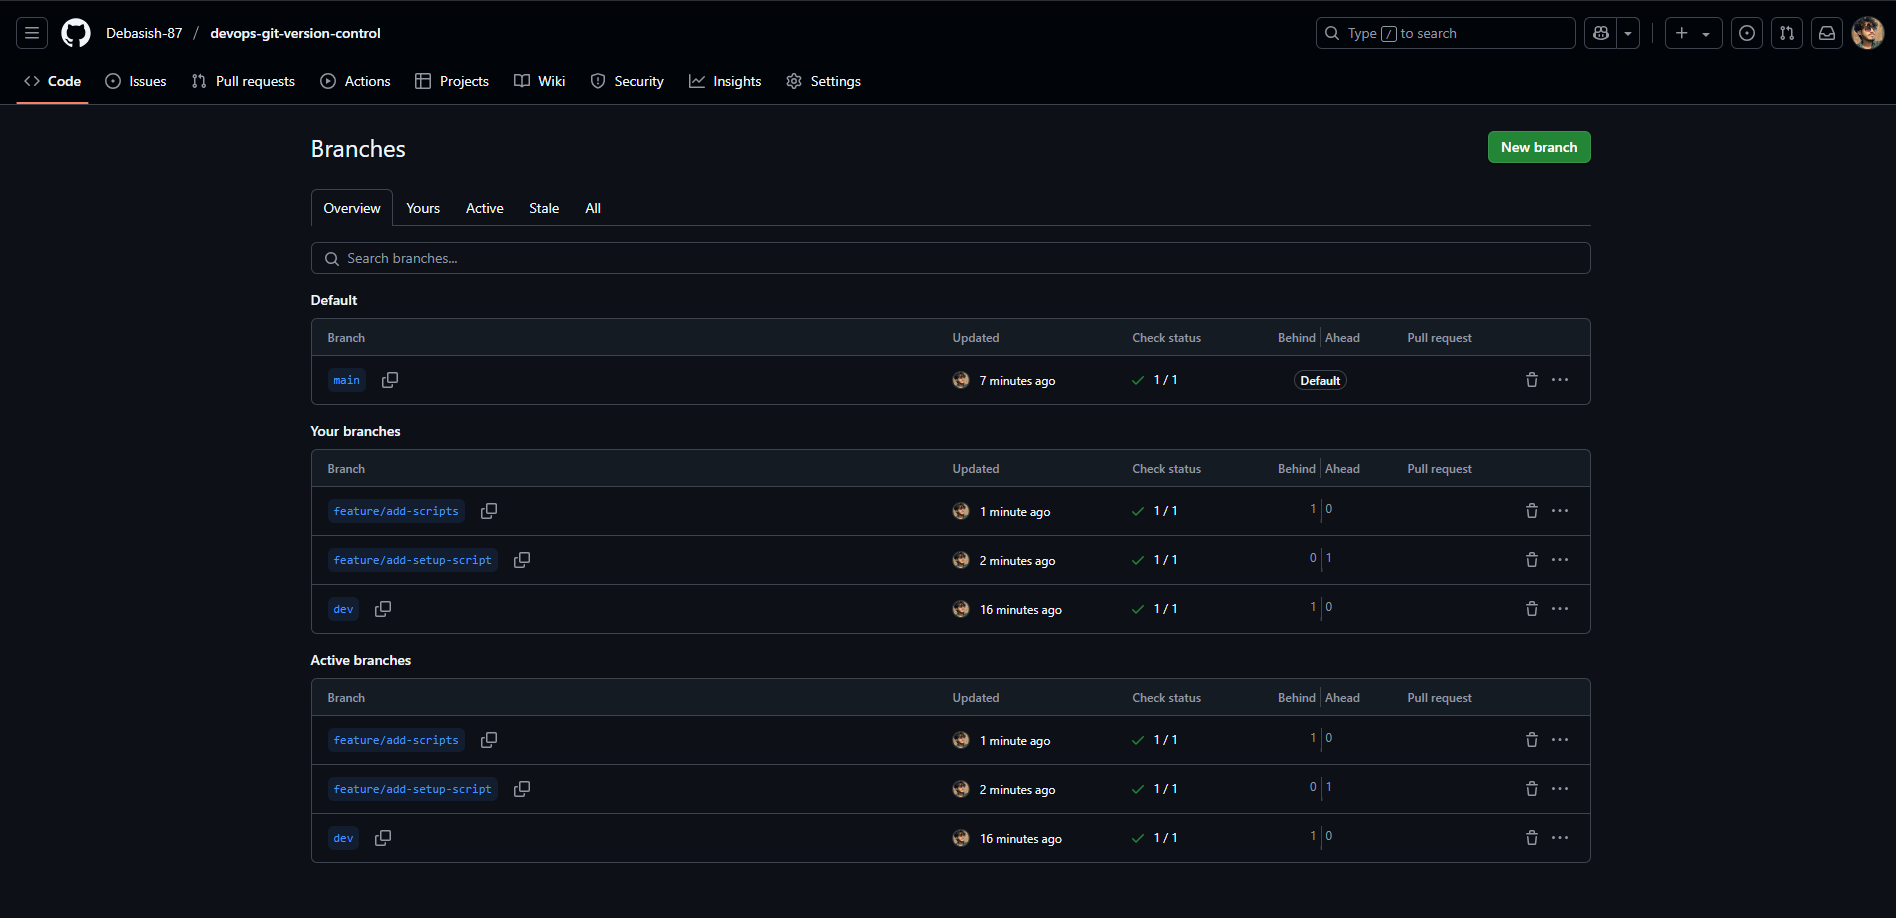 Debasish-87 / devops-git-version-control Type / to search
Code Issues Pull requests Actions Projects Wiki Security Insights Settings
Branches New branch
Overview Yours Active Stale All
Search branches...
Default
Branch Updated Check status Behind Ahead Pull request
main 7 minutes ago 1 / 1 Default
Your branches
Branch Updated Check status Behind Ahead Pull request
feature/add-scripts 1 minute ago 1 / 1 1 0
feature/add-setup-script 2 minutes ago 1 / 1 0 1
dev 16 minutes ago 1 / 1 1 0
Active branches
Branch Updated Check status Behind Ahead Pull request
feature/add-scripts 1 minute ago 1 / 1 1 0
feature/add-setup-script 2 minutes ago 1 / 1 0 1
dev 16 minutes ago 1 / 1 1 0